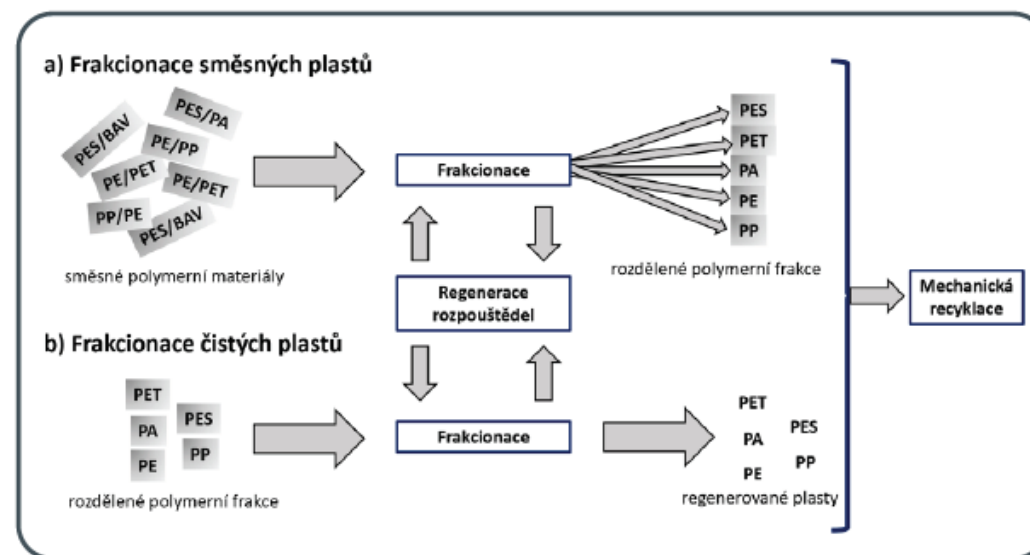 a) Frakcionace směsných plastů
PES/PA
PES/BAV
PE/PP
PE/PET
PE/PET
PP/PE
PES/BAV
směsné polymerní materiály
Frakcionace
PES
PET
PA
PE
PP
rozdělené polymerní frakce
Regenerace
rozpouštědel
Mechanická
recyklace
b) Frakcionace čistých plastů
PET
PES
PA
PP
PE
rozdělené polymerní frakce
Frakcionace
PET
PES
PA
PP
PE
regenerované plasty